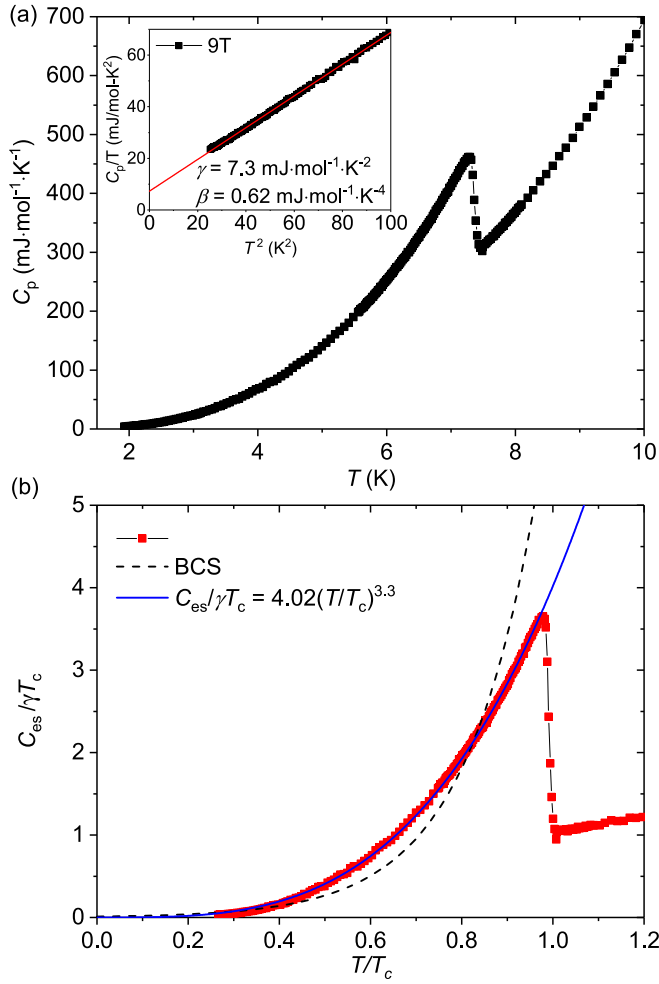 (a)
700
600
500
400
300
200
100
0
C_p (mJ·mol⁻¹·K⁻¹)
2 4 6 8 10
T (K)
9T
60
40
20
0
C_p/T (mJ/mol-K²)
γ = 7.3 mJ·mol⁻¹·K⁻²
β = 0.62 mJ·mol⁻¹·K⁻⁴
0 20 40 60 80 100
T² (K²)
(b)
5
4
3
2
1
0
C_es/γT_c
BCS
C_es/γT_c = 4.02(T/T_c)^3.3
0.0 0.2 0.4 0.6 0.8 1.0 1.2
T/T_c